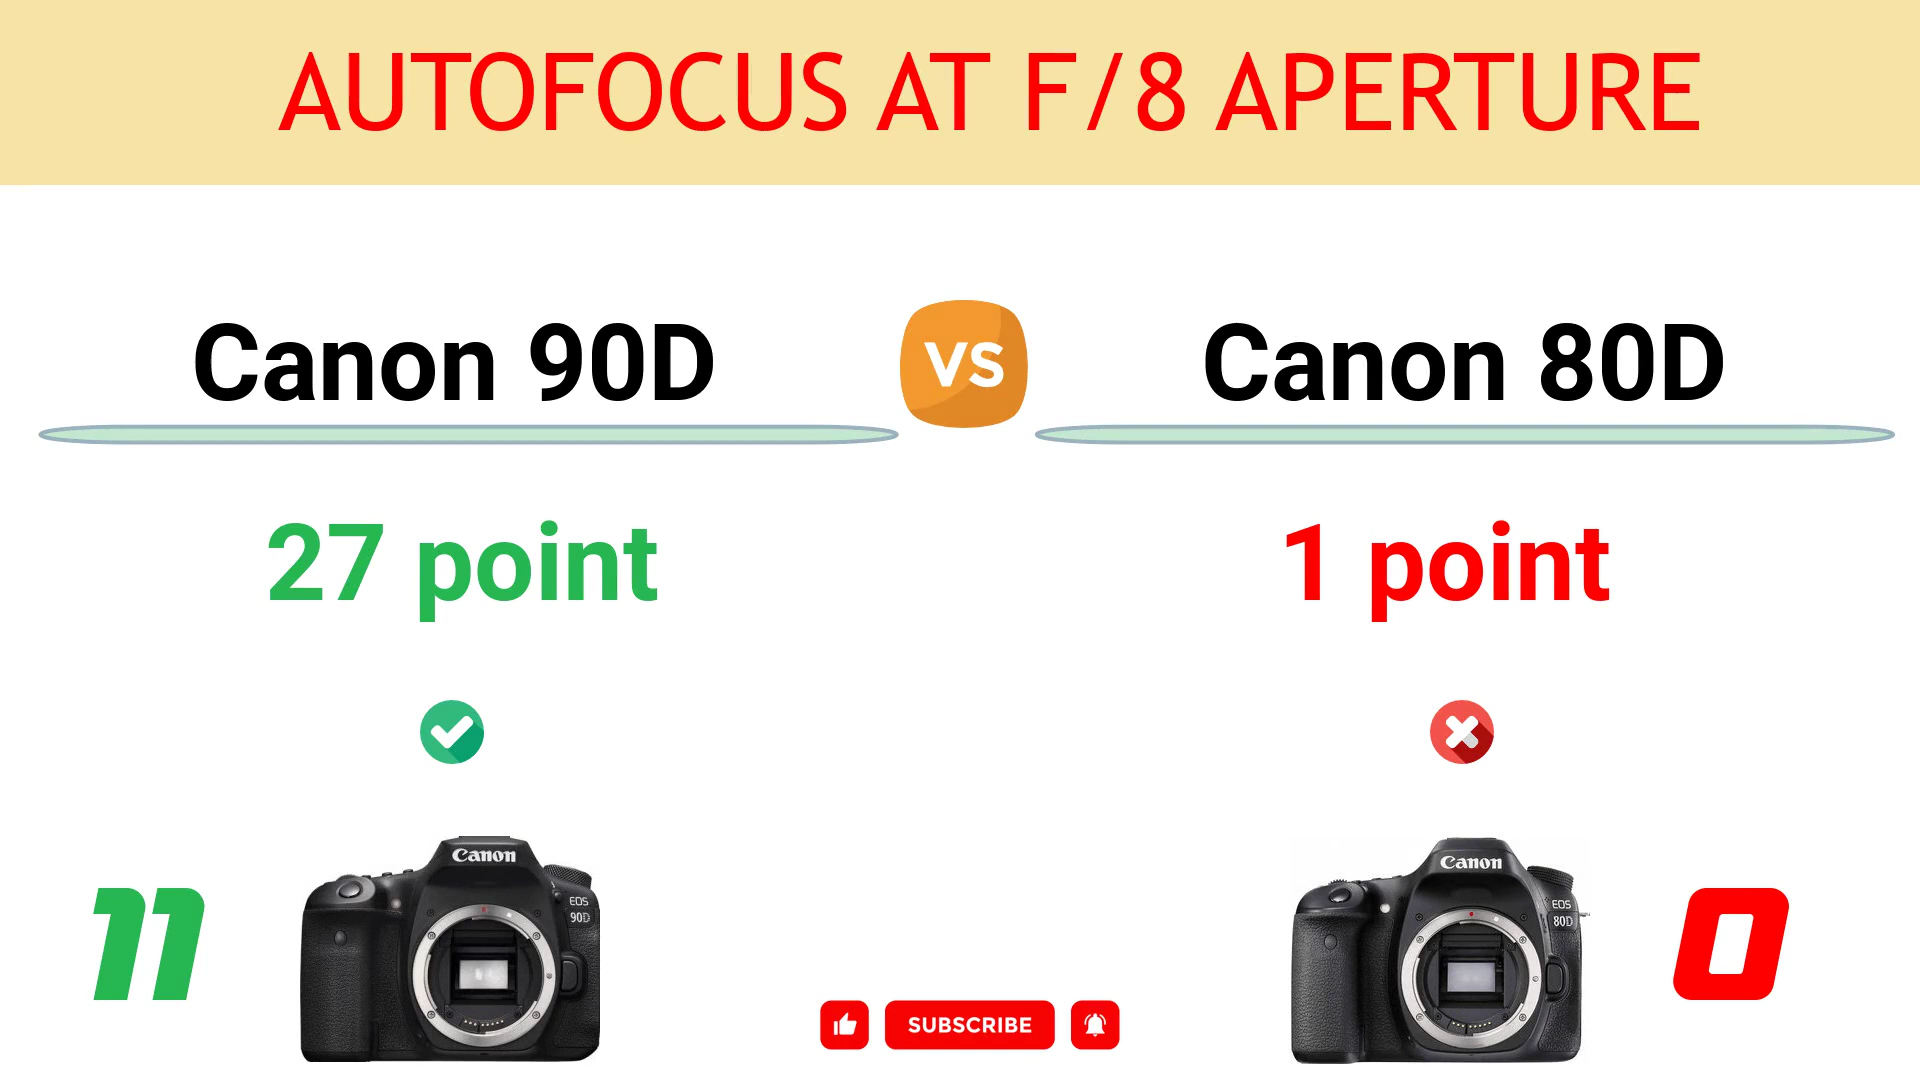 AUTOFOCUS AT F/8 APERTURE
Canon 90D
VS
Canon 80D
27 point
1 point
11
Canon
EOS
90D
SUBSCRIBE
Canon
EOS
80D
0